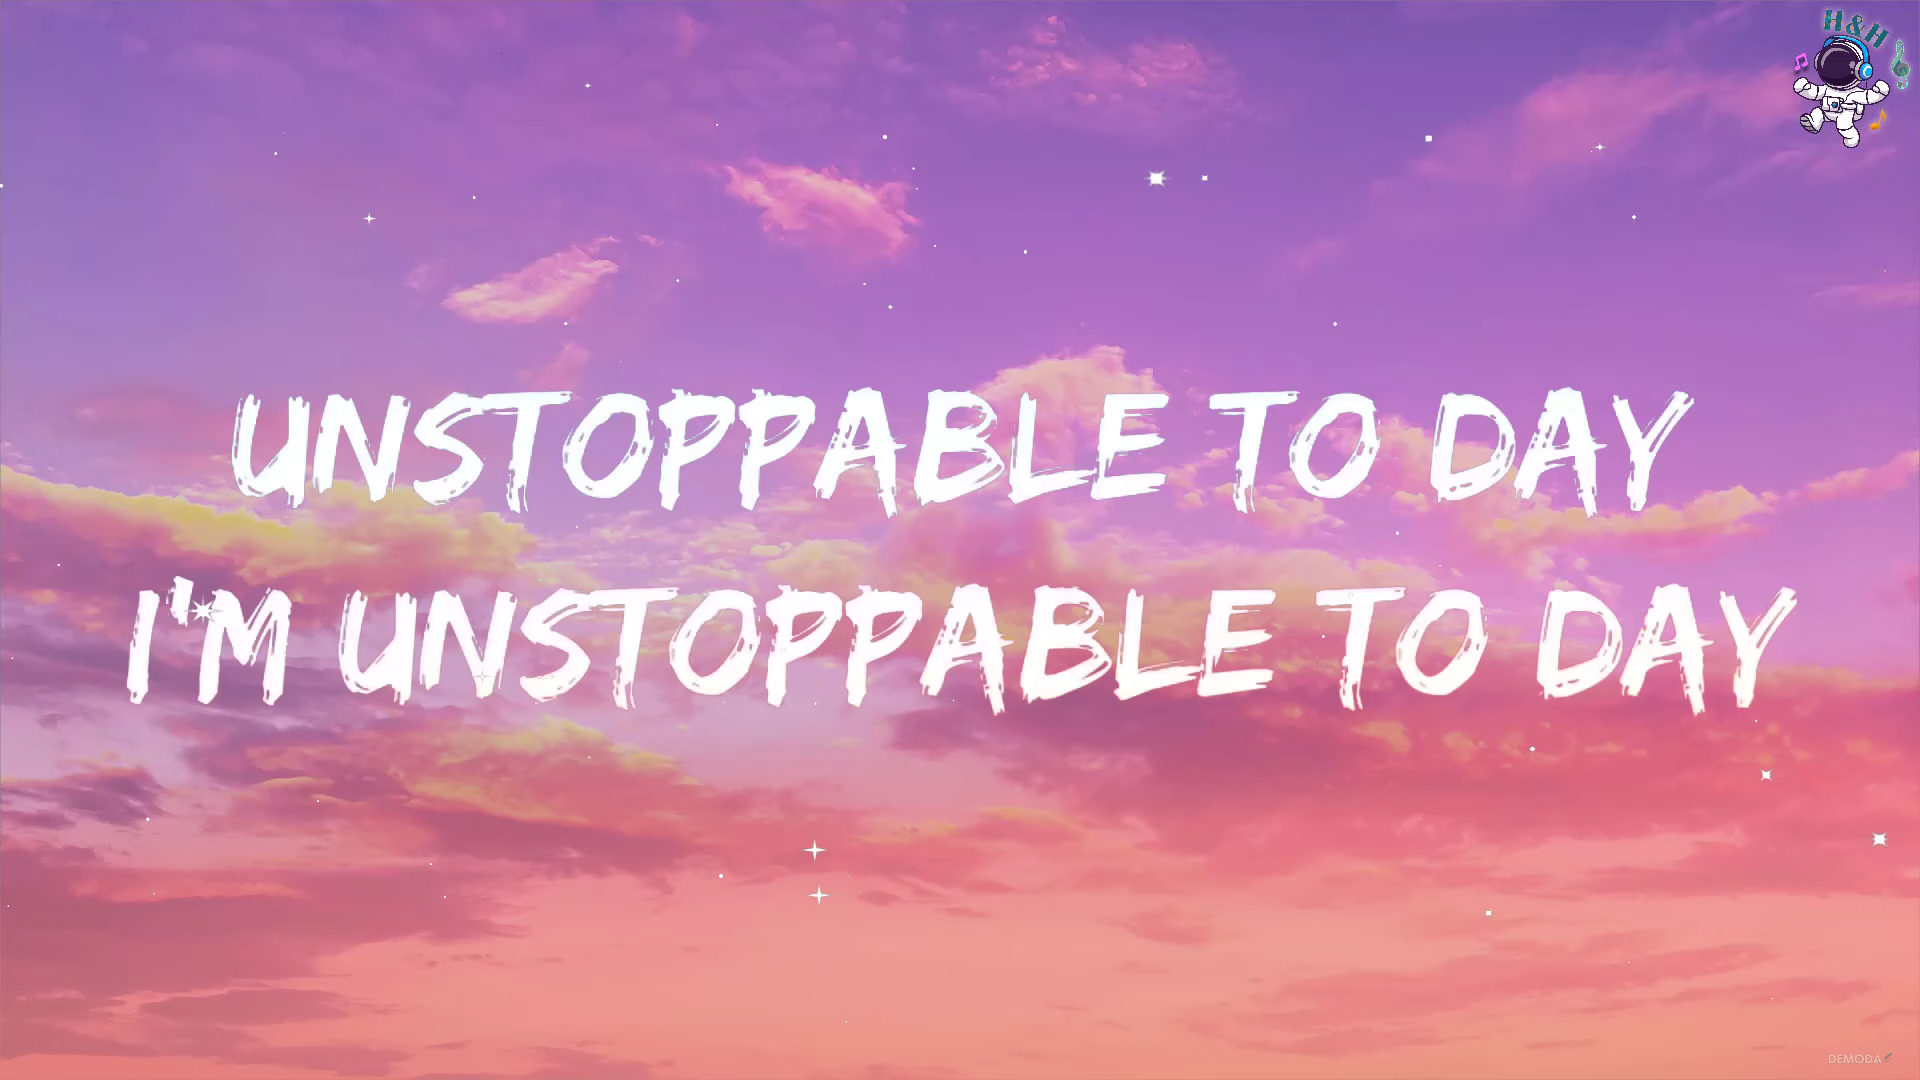 H&H
UNSTOPPABLE TO DAY
I'M UNSTOPPABLE TO DAY
DEMODA